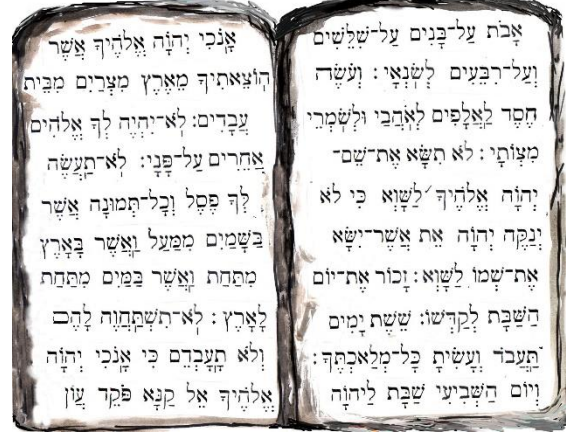 אָנֹכִי יְהוָה אֱלֹהֶיךָ אֲשֶׁר
הוֹצֵאתִיךָ מֵאֶרֶץ מִצְרַיִם מִבֵּית
עֲבָדִים: לֹא־יִהְיֶה לְךָ אֱלֹהִים
אֲחֵרִים עַל־פָּנָי: לֹא־תַעֲשֶׂה
לְךָ פֶסֶל וְכָל־תְּמוּנָה אֲשֶׁר
בַּשָּׁמַיִם מִמַּעַל וַאֲשֶׁר בָּאָרֶץ
מִתַּחַת וַאֲשֶׁר בַּמַּיִם מִתַּחַת
לָאָרֶץ: לֹא־תִשְׁתַּחֲוֶה לָהֶם
וְלֹא תָעָבְדֵם כִּי אָנֹכִי יְהוָה
אֱלֹהֶיךָ אֵל קַנָּא פֹּקֵד עֲוֹן
אָבֹת עַל־בָּנִים עַל־שִׁלֵּשִׁים
וְעַל־רִבֵּעִים לְשֹׂנְאָי: וְעֹשֶׂה
חֶסֶד לַאֲלָפִים לְאֹהֲבַי וּלְשֹׁמְרֵי
מִצְוֹתָי: לֹא תִשָּׂא אֶת־שֵׁם־
יְהוָה אֱלֹהֶיךָ לַשָּׁוְא כִּי לֹא
יְנַקֶּה יְהוָה אֵת אֲשֶׁר־יִשָּׂא
אֶת־שְׁמוֹ לַשָּׁוְא: זָכוֹר אֶת־יוֹם
הַשַּׁבָּת לְקַדְּשׁוֹ: שֵׁשֶׁת יָמִים
תַּעֲבֹד וְעָשִׂיתָ כָּל־מְלַאכְתֶּךָ:
וְיוֹם הַשְּׁבִיעִי שַׁבָּת לַיהוָה